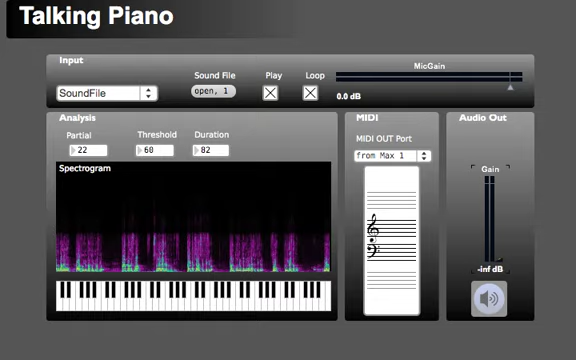 Talking Piano
Input
MicGain
Sound File
Play
Loop
SoundFile
open, 1
0.0 dB
Analysis
Partial
Threshold
Duration
22
60
82
Spectrogram
MIDI
MIDI OUT Port
from Max 1
Audio Out
Gain
-inf dB